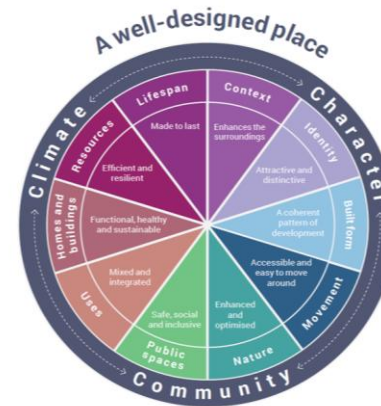 A well-designed place
Climate
Character
Community
Context
Enhances the
surroundings
Identity
Attractive and
distinctive
Built form
A coherent
pattern of
development
Movement
Accessible and
easy to move
around
Nature
Enhanced
and
optimised
Public
spaces
Safe, social
and inclusive
Uses
Mixed and
integrated
Homes and
buildings
Functional, healthy
and sustainable
Resources
Efficient and
resilient
Lifespan
Made to last